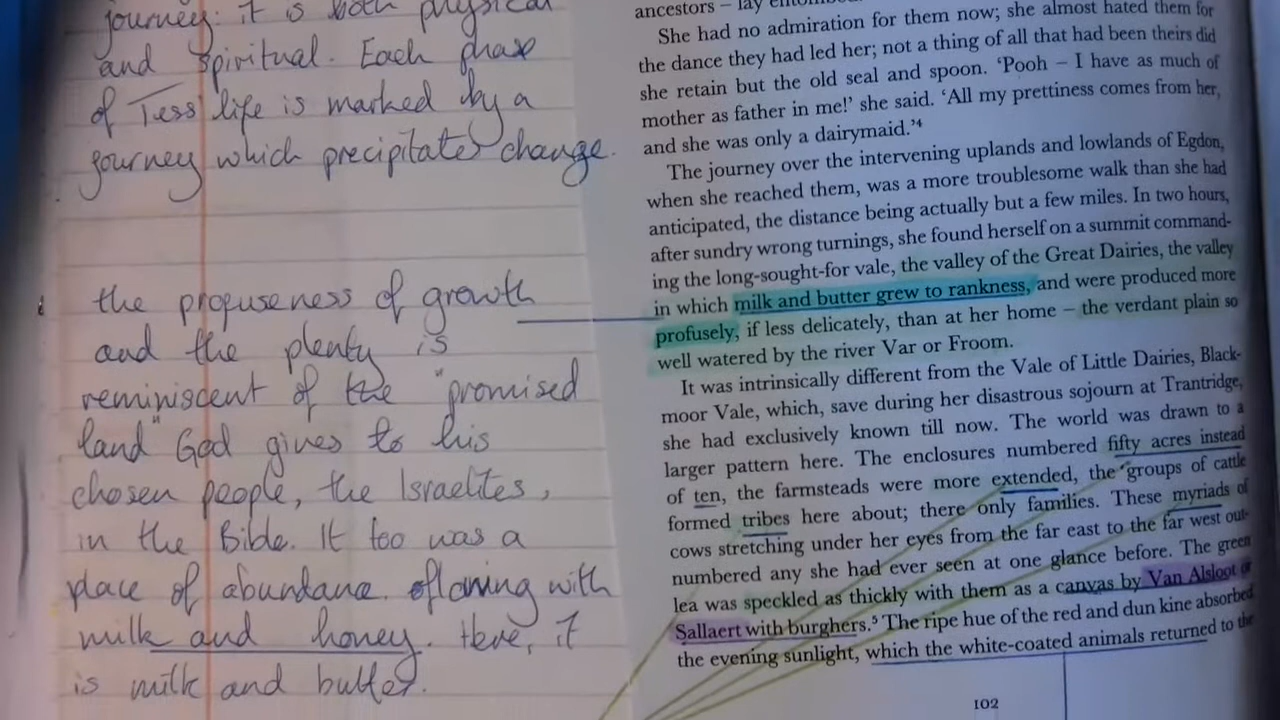 journey: it is both physical
and spiritual. Each phase
of Tess' life is marked by a
journey which precipitates change.
the profuseness of growth
and the plenty is
reminiscent of the "promised
land" God gives to his
chosen people, the Israelites,
in the Bible. It too was a
place of abundance. flowing with
milk and honey. Here, it
is milk and butter.
ancestors – lay
She had no admiration for them now; she almost hated them for
the dance they had led her; not a thing of all that had been theirs did
she retain but the old seal and spoon. 'Pooh – I have as much of
mother as father in me!' she said. 'All my prettiness comes from her,
and she was only a dairymaid.'4
The journey over the intervening uplands and lowlands of Egdon,
when she reached them, was a more troublesome walk than she had
anticipated, the distance being actually but a few miles. In two hours,
after sundry wrong turnings, she found herself on a summit command-
ing the long-sought-for vale, the valley of the Great Dairies, the valley
in which milk and butter grew to rankness, and were produced more
profusely, if less delicately, than at her home – the verdant plain so
well watered by the river Var or Froom.
It was intrinsically different from the Vale of Little Dairies, Black-
moor Vale, which, save during her disastrous sojourn at Trantridge,
she had exclusively known till now. The world was drawn to a
larger pattern here. The enclosures numbered fifty acres instead
of ten, the farmsteads were more extended, the groups of cattle
formed tribes here about; there only families. These myriads of
cows stretching under her eyes from the far east to the far west out-
numbered any she had ever seen at one glance before. The green
lea was speckled as thickly with them as a canvas by Van Alsloot or
Sallaert with burghers.5 The ripe hue of the red and dun kine absorbed
the evening sunlight, which the white-coated animals returned to the
102